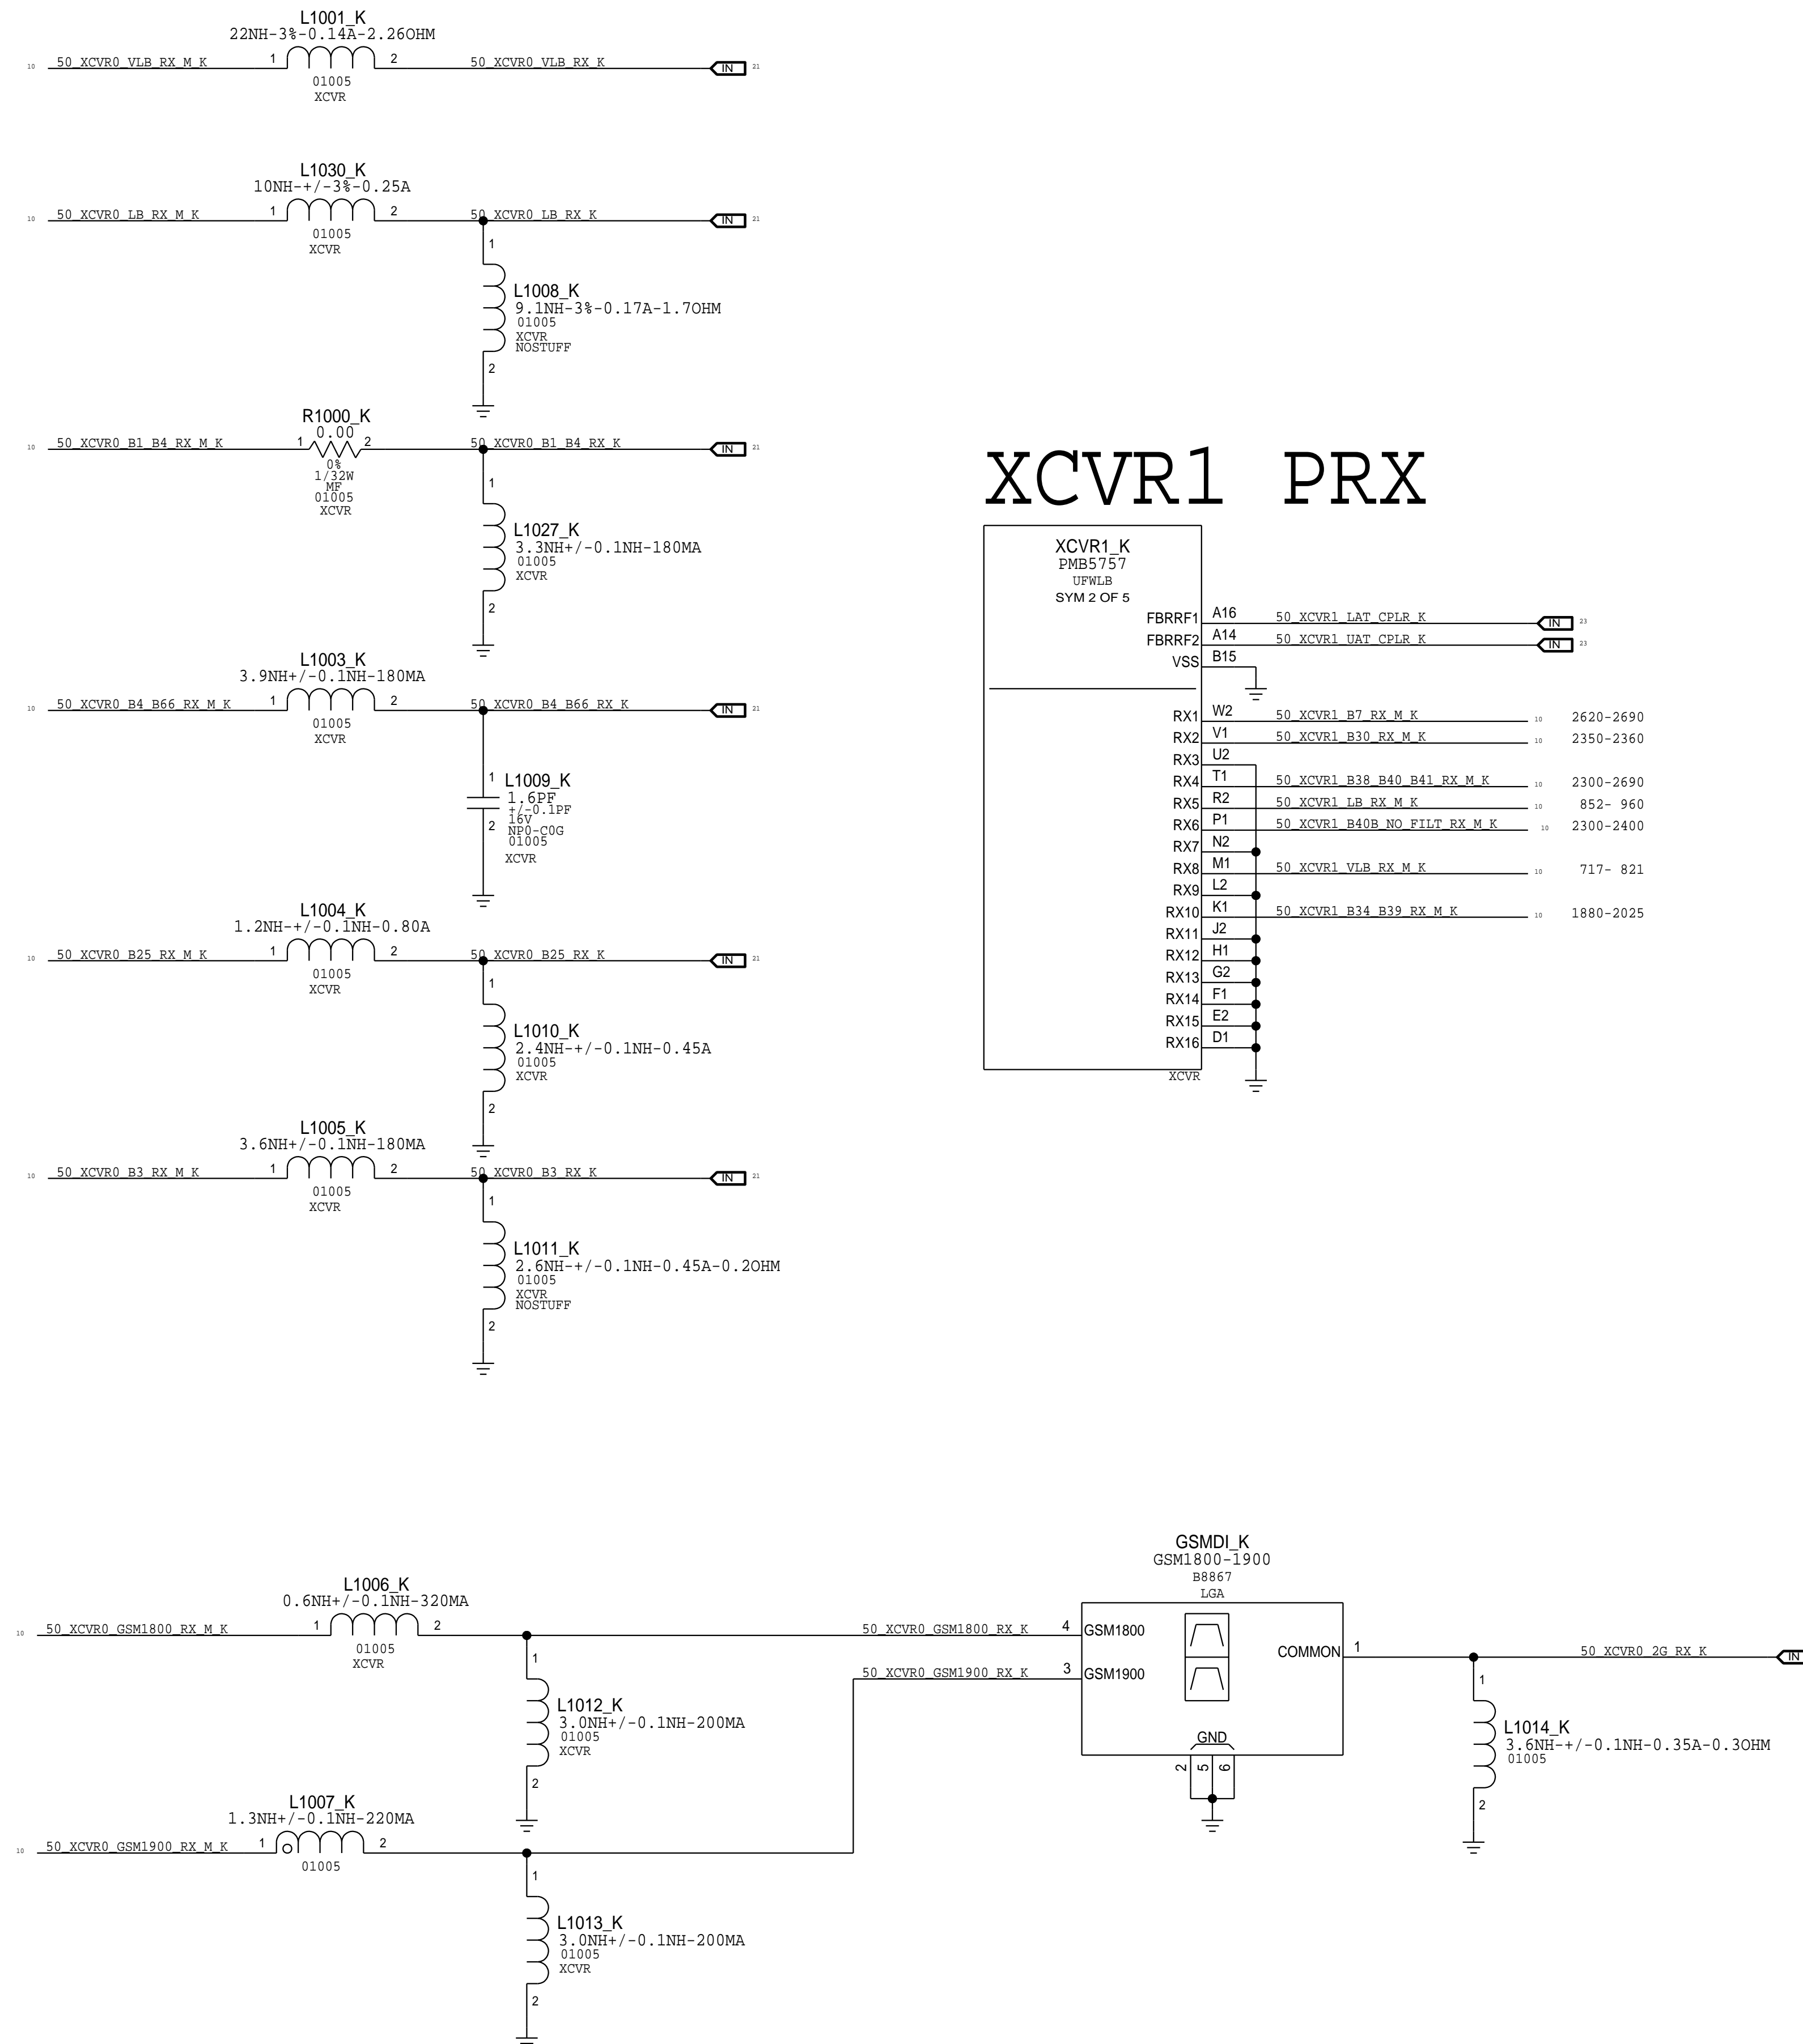 L1001_K
22NH-3%-0.14A-2.26OHM
10 50_XCVR0_VLB_RX_M_K 1 2 50_XCVR0_VLB_RX_K IN 21
01005
XCVR
L1030_K
10NH-+/-3%-0.25A
10 50_XCVR0_LB_RX_M_K 1 2 50_XCVR0_LB_RX_K IN 21
01005
XCVR
1
L1008_K
9.1NH-3%-0.17A-1.7OHM
01005
XCVR
NOSTUFF
2
R1000_K
0.00
10 50_XCVR0_B1_B4_RX_M_K 1 2 50_XCVR0_B1_B4_RX_K IN 21
0%
1/32W
MF
01005
XCVR
1
L1027_K
3.3NH+/-0.1NH-180MA
01005
XCVR
2
L1003_K
3.9NH+/-0.1NH-180MA
10 50_XCVR0_B4_B66_RX_M_K 1 2 50_XCVR0_B4_B66_RX_K IN 21
01005
XCVR
1
L1009_K
1.6PF
+/-0.1PF
16V
2
NP0-C0G
01005
XCVR
L1004_K
1.2NH-+/-0.1NH-0.80A
10 50_XCVR0_B25_RX_M_K 1 2 50_XCVR0_B25_RX_K IN 21
01005
XCVR
1
L1010_K
2.4NH-+/-0.1NH-0.45A
01005
XCVR
2
L1005_K
3.6NH+/-0.1NH-180MA
10 50_XCVR0_B3_RX_M_K 1 2 50_XCVR0_B3_RX_K IN 21
01005
XCVR
1
L1011_K
2.6NH-+/-0.1NH-0.45A-0.2OHM
01005
XCVR
NOSTUFF
2
XCVR1 PRX
XCVR1_K
PMB5757
UFWLB
SYM 2 OF 5
FBRRF1 A16 50_XCVR1_LAT_CPLR_K IN 23
FBRRF2 A14 50_XCVR1_UAT_CPLR_K IN 23
VSS B15
RX1 W2 50_XCVR1_B7_RX_M_K 10 2620-2690
RX2 V1 50_XCVR1_B30_RX_M_K 10 2350-2360
RX3 U2
RX4 T1 50_XCVR1_B38_B40_B41_RX_M_K 10 2300-2690
RX5 R2 50_XCVR1_LB_RX_M_K 10 852- 960
RX6 P1 50_XCVR1_B40B_NO_FILT_RX_M_K 10 2300-2400
RX7 N2
RX8 M1 50_XCVR1_VLB_RX_M_K 10 717- 821
RX9 L2
RX10 K1 50_XCVR1_B34_B39_RX_M_K 10 1880-2025
RX11 J2
RX12 H1
RX13 G2
RX14 F1
RX15 E2
RX16 D1
XCVR
L1006_K
0.6NH+/-0.1NH-320MA
10 50_XCVR0_GSM1800_RX_M_K 1 2 50_XCVR0_GSM1800_RX_K 4 GSM1800
01005
XCVR
1
L1012_K
3.0NH+/-0.1NH-200MA
01005
XCVR
2
L1007_K
1.3NH+/-0.1NH-220MA
10 50_XCVR0_GSM1900_RX_M_K 1 2
01005
1
L1013_K
3.0NH+/-0.1NH-200MA
01005
XCVR
2
GSMDI_K
GSM1800-1900
B8867
LGA
50_XCVR0_GSM1900_RX_K 3 GSM1900
COMMON 1 50_XCVR0_2G_RX_K IN
GND
2 5 6
1
L1014_K
3.6NH-+/-0.1NH-0.35A-0.3OHM
01005
2